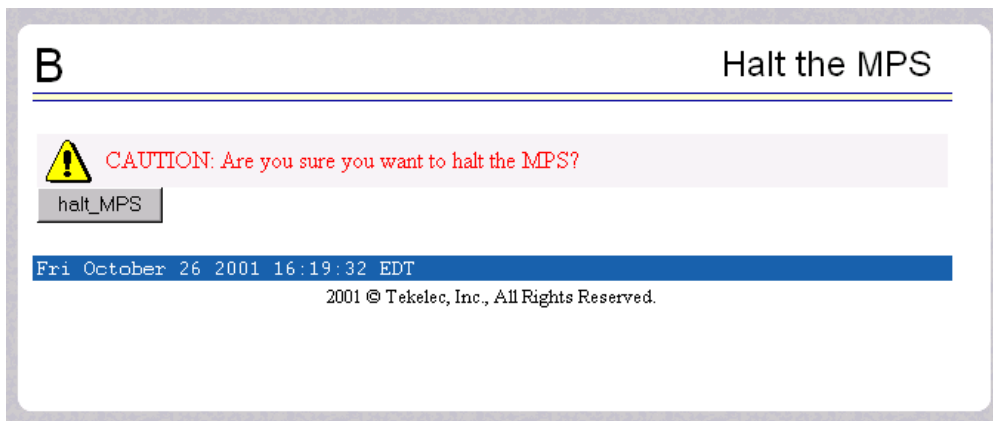 B
Halt the MPS
CAUTION: Are you sure you want to halt the MPS?
halt_MPS
Fri October 26 2001 16:19:32 EDT
2001 © Tekelec, Inc., All Rights Reserved.